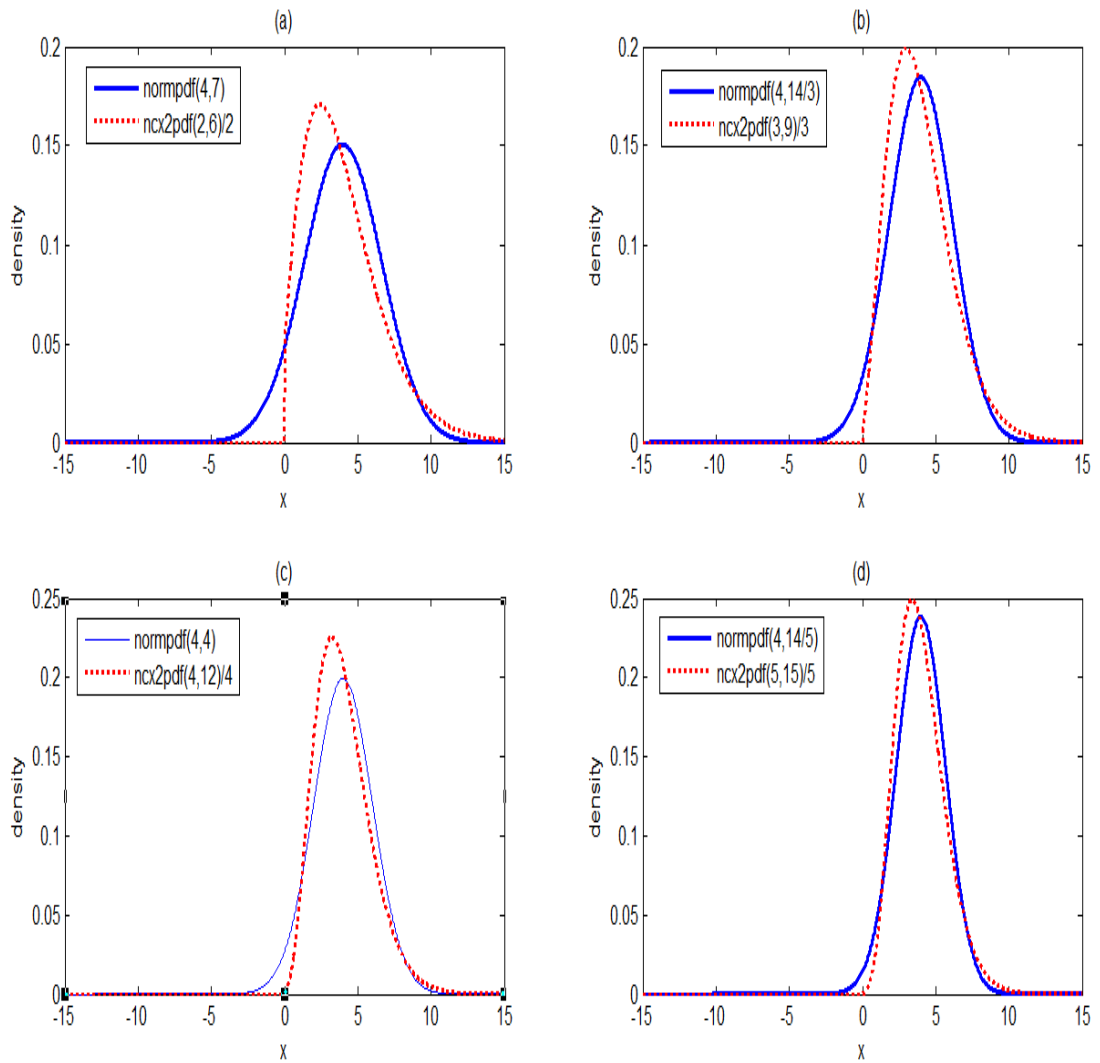 (a)
0.2
0.15
0.1
0.05
0
density
normpdf(4,7)
ncx2pdf(2,6)/2
-15 -10 -5 0 5 10 15
x
(b)
0.2
0.15
0.1
0.05
0
density
normpdf(4,14/3)
ncx2pdf(3,9)/3
-15 -10 -5 0 5 10 15
x
(c)
0.25
0.2
0.15
0.1
0.05
0
density
normpdf(4,4)
ncx2pdf(4,12)/4
-15 -10 -5 0 5 10 15
x
(d)
0.25
0.2
0.15
0.1
0.05
0
density
normpdf(4,14/5)
ncx2pdf(5,15)/5
-15 -10 -5 0 5 10 15
x